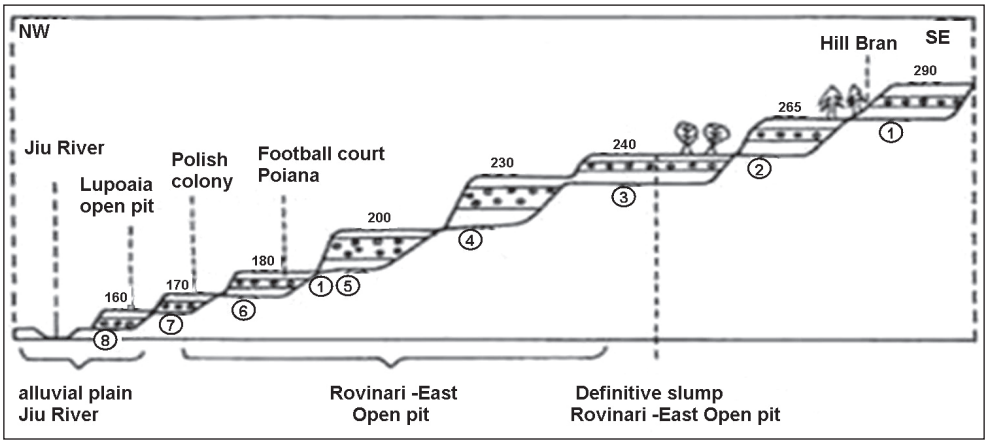 NW
SE
Hill Bran
290
265
240
230
200
180
170
160
Jiu River
Lupoaia
open pit
Polish
colony
Football court
Poiana
1
2
3
4
1 5
6
7
8
alluvial plain
Jiu River
Rovinari -East
Open pit
Definitive slump
Rovinari -East Open pit